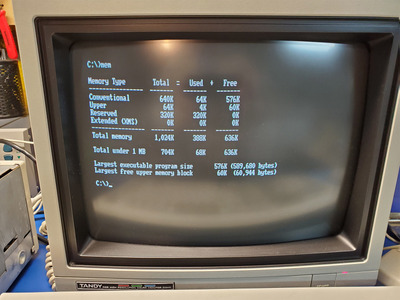 C:\>mem
Memory Type Total = Used + Free
Conventional 640K 64K 576K
Upper 64K 4K 60K
Reserved 320K 320K 0K
Extended (XMS) 0K 0K 0K
Total memory 1,024K 388K 636K
Total under 1 MB 704K 68K 636K
Largest executable program size 576K (589,680 bytes)
Largest free upper memory block 60K (60,944 bytes)
C:\>_
TANDY